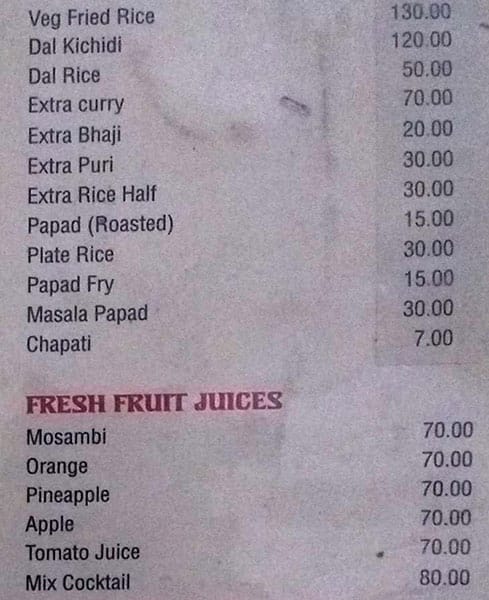 Veg Fried Rice 130.00
Dal Kichidi 120.00
Dal Rice 50.00
Extra curry 70.00
Extra Bhaji 20.00
Extra Puri 30.00
Extra Rice Half 30.00
Papad (Roasted) 15.00
Plate Rice 30.00
Papad Fry 15.00
Masala Papad 30.00
Chapati 7.00
FRESH FRUIT JUICES
Mosambi 70.00
Orange 70.00
Pineapple 70.00
Apple 70.00
Tomato Juice 70.00
Mix Cocktail 80.00